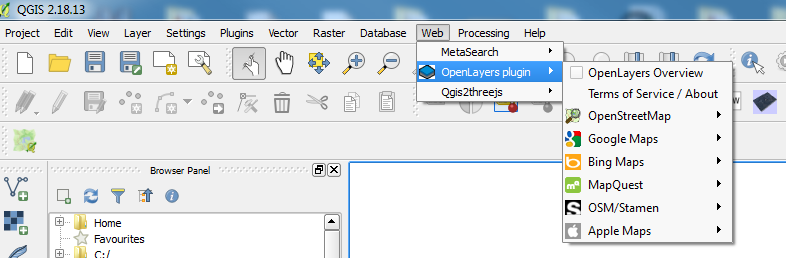 QGIS 2.18.13
Project Edit View Layer Settings Plugins Vector Raster Database Web Processing Help
MetaSearch
OpenLayers plugin
Qgis2threejs
OpenLayers Overview
Terms of Service / About
OpenStreetMap
Google Maps
Bing Maps
MapQuest
OSM/Stamen
Apple Maps
Browser Panel
Home
Favourites
C:/